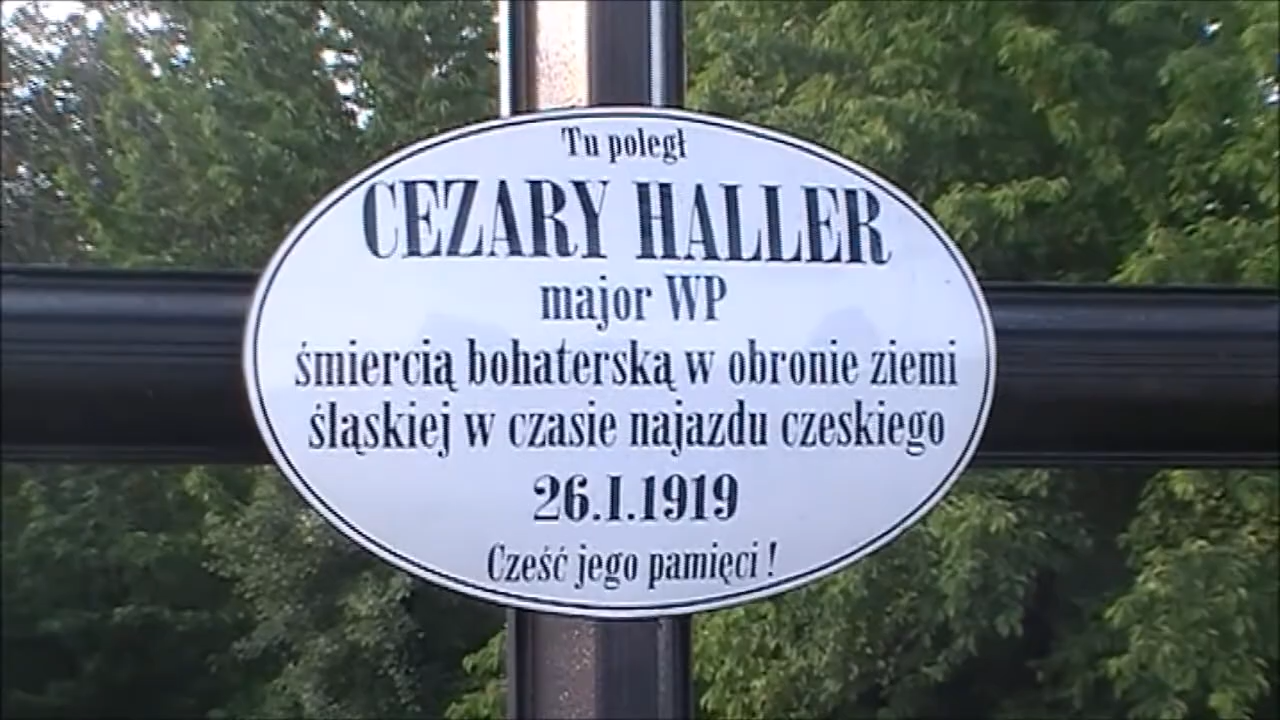 Tu poległ
CEZARY HALLER
major WP
śmiercią bohaterską w obronie ziemi
śląskiej w czasie najazdu czeskiego
26.I.1919
Cześć jego pamięci !